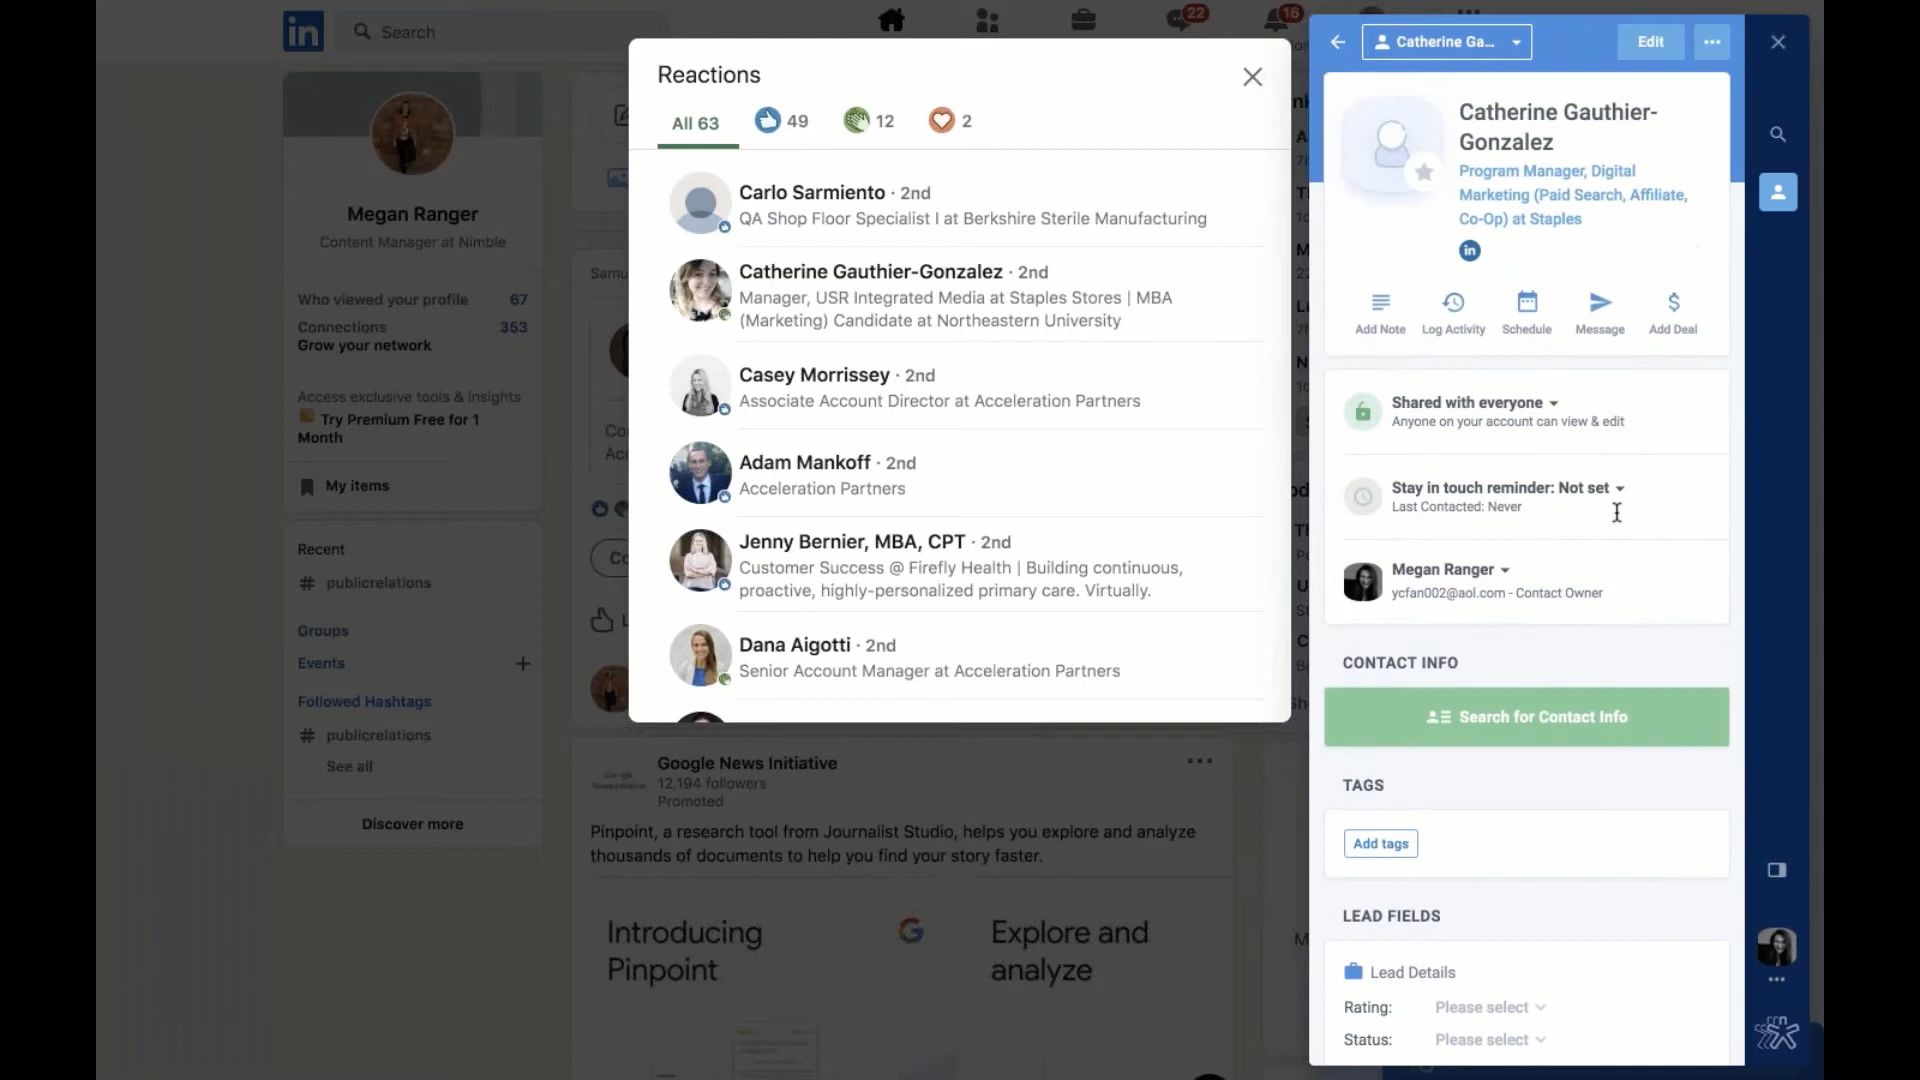 in
Search
22
16
Megan Ranger
Content Manager at Nimble
Who viewed your profile 67
Connections 353
Grow your network
Access exclusive tools & insights
Try Premium Free for 1
Month
My items
Recent
# publicrelations
Groups
Events +
Followed Hashtags
# publicrelations
See all
Discover more
Reactions
All 63 49 12 2
Carlo Sarmiento · 2nd
QA Shop Floor Specialist I at Berkshire Sterile Manufacturing
Catherine Gauthier-Gonzalez · 2nd
Manager, USR Integrated Media at Staples Stores | MBA
(Marketing) Candidate at Northeastern University
Casey Morrissey · 2nd
Associate Account Director at Acceleration Partners
Adam Mankoff · 2nd
Acceleration Partners
Jenny Bernier, MBA, CPT · 2nd
Customer Success @ Firefly Health | Building continuous,
proactive, highly-personalized primary care. Virtually.
Dana Aigotti · 2nd
Senior Account Manager at Acceleration Partners
Google News Initiative
12,194 followers
Promoted
Pinpoint, a research tool from Journalist Studio, helps you explore and analyze
thousands of documents to help you find your story faster.
Introducing
Pinpoint
Explore and
analyze
Catherine Ga...
Edit
Catherine Gauthier-
Gonzalez
Program Manager, Digital
Marketing (Paid Search, Affiliate,
Co-Op) at Staples
in
Add Note Log Activity Schedule Message Add Deal
Shared with everyone
Anyone on your account can view & edit
Stay in touch reminder: Not set
Last Contacted: Never
Megan Ranger
ycfan002@aol.com - Contact Owner
CONTACT INFO
Search for Contact Info
TAGS
Add tags
LEAD FIELDS
Lead Details
Rating: Please select
Status: Please select